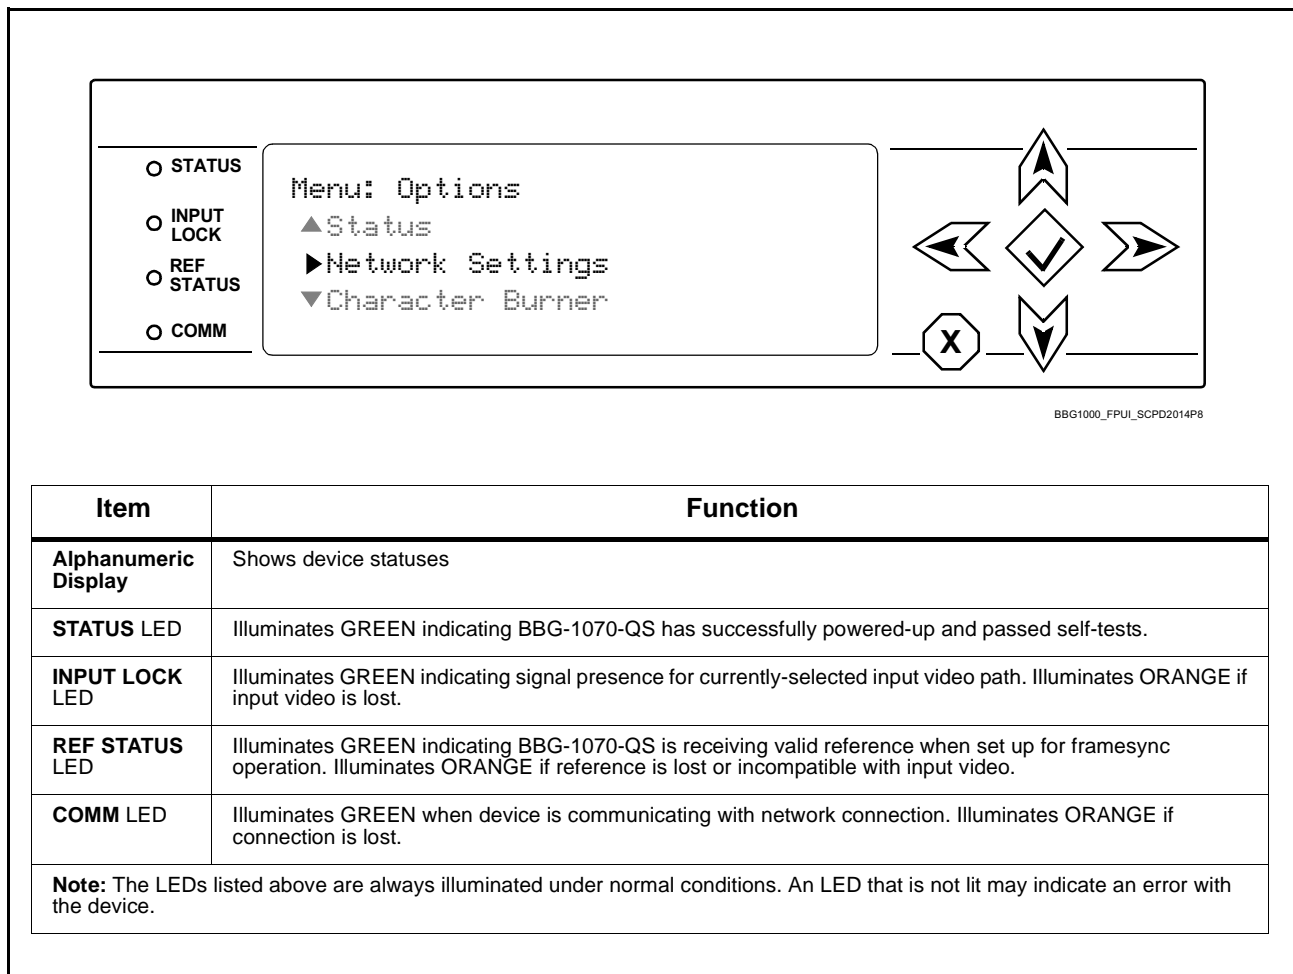 STATUS
INPUT
LOCK
REF
STATUS
COMM
Menu: Options
▲Status
▶Network Settings
▼Character Burner
X
BBG1000_FPUI_SCPD2014P8
Item
Function
Alphanumeric
Display
Shows device statuses
STATUS LED
Illuminates GREEN indicating BBG-1070-QS has successfully powered-up and passed self-tests.
INPUT LOCK
LED
Illuminates GREEN indicating signal presence for currently-selected input video path. Illuminates ORANGE if
input video is lost.
REF STATUS
LED
Illuminates GREEN indicating BBG-1070-QS is receiving valid reference when set up for framesync
operation. Illuminates ORANGE if reference is lost or incompatible with input video.
COMM LED
Illuminates GREEN when device is communicating with network connection. Illuminates ORANGE if
connection is lost.
Note: The LEDs listed above are always illuminated under normal conditions. An LED that is not lit may indicate an error with
the device.